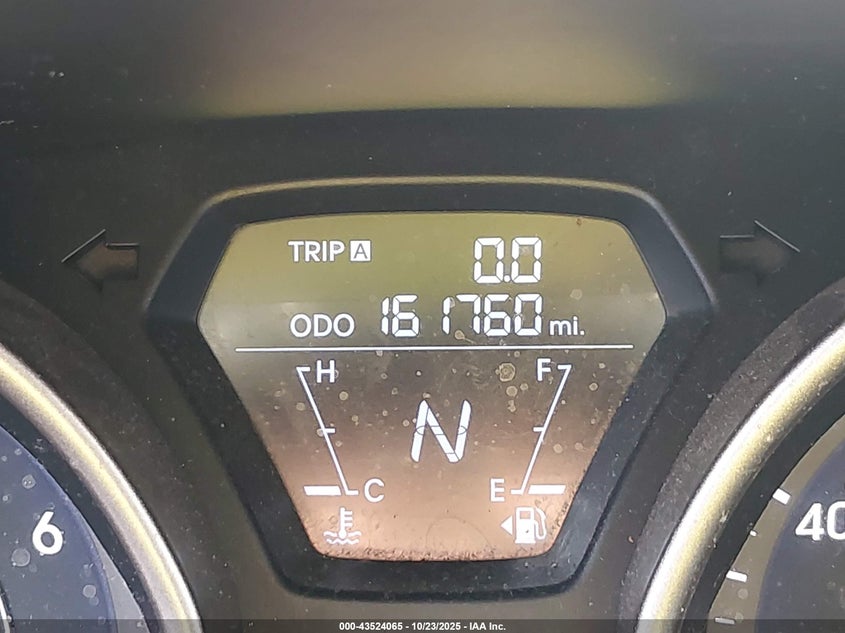 TRIP A 0.0
ODO 161760 mi.
H F
N
C E
6 40
000-43524065 - 10/23/2025 - IAA Inc.